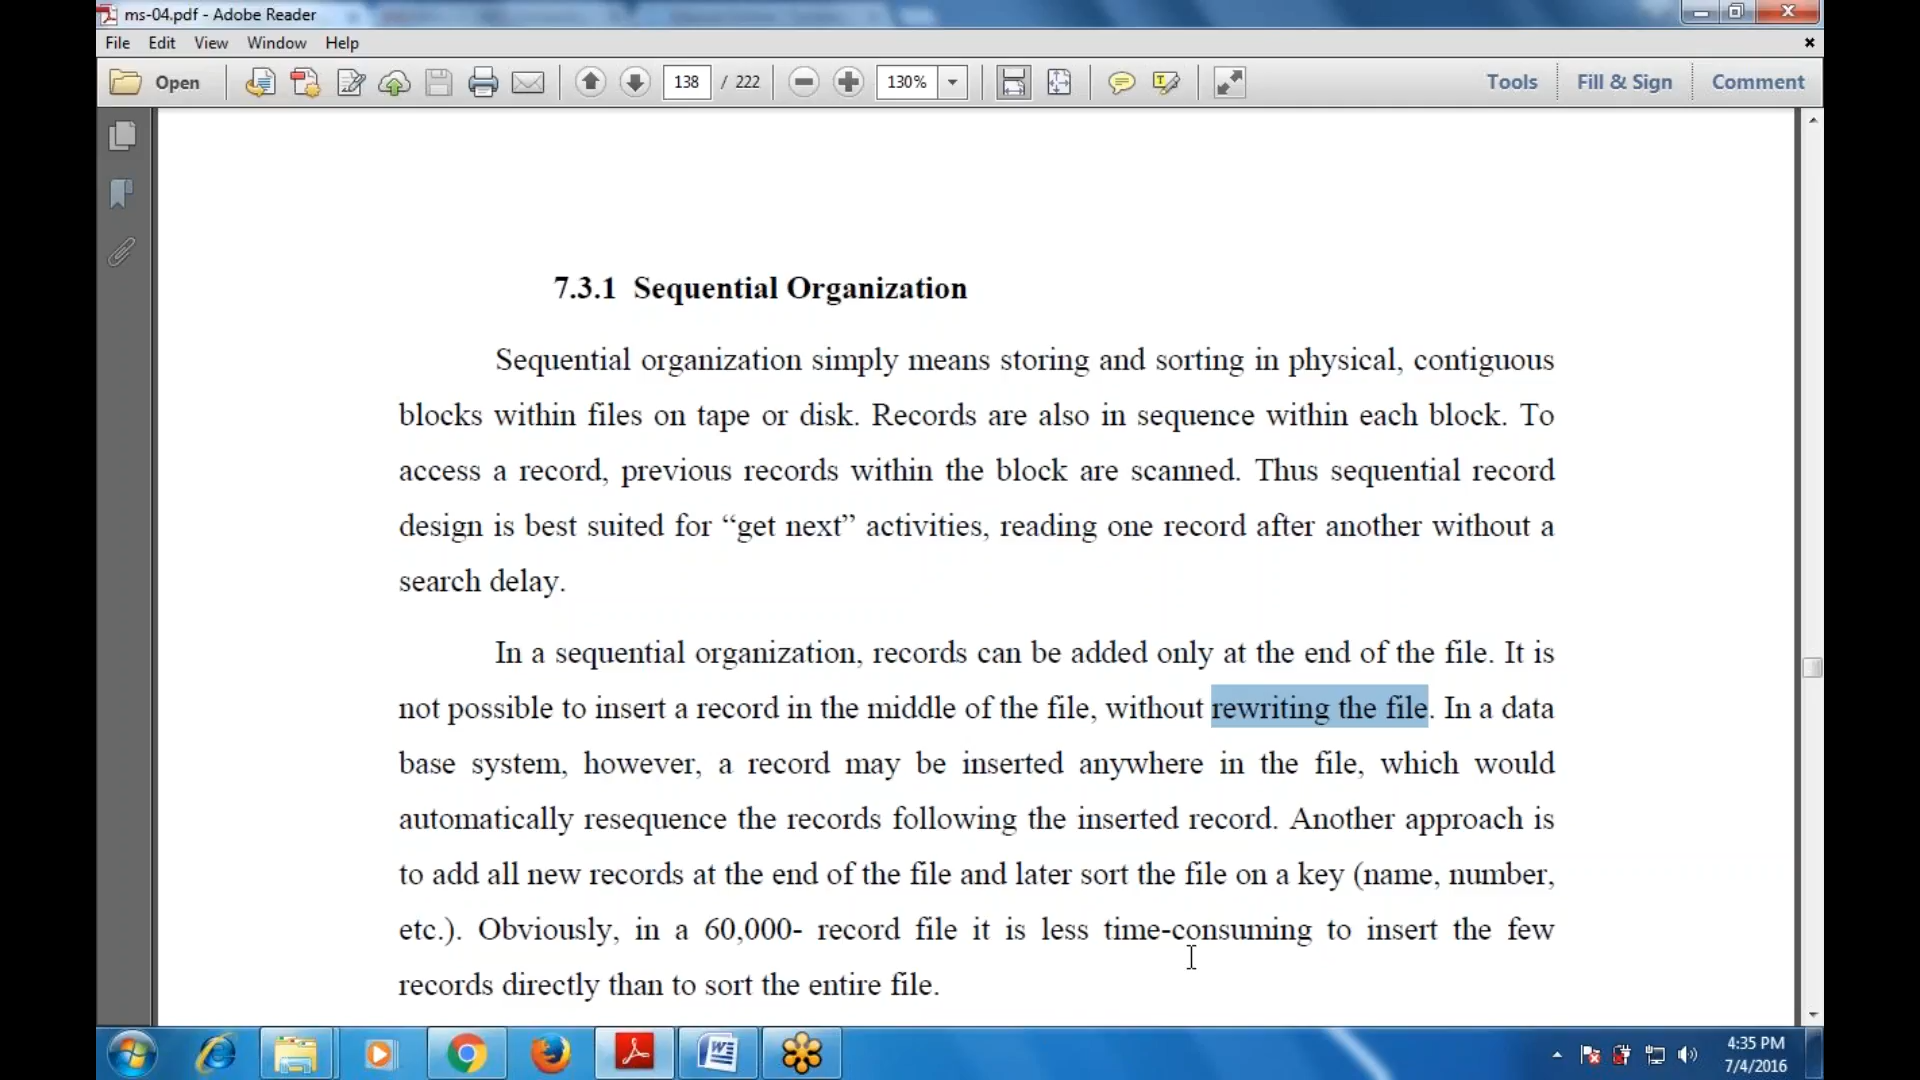 ms-04.pdf - Adobe Reader
File Edit View Window Help
Open 138 / 222 130% Tools Fill & Sign Comment
7.3.1 Sequential Organization
Sequential organization simply means storing and sorting in physical, contiguous
blocks within files on tape or disk. Records are also in sequence within each block. To
access a record, previous records within the block are scanned. Thus sequential record
design is best suited for “get next” activities, reading one record after another without a
search delay.
In a sequential organization, records can be added only at the end of the file. It is
not possible to insert a record in the middle of the file, without rewriting the file. In a data
base system, however, a record may be inserted anywhere in the file, which would
automatically resequence the records following the inserted record. Another approach is
to add all new records at the end of the file and later sort the file on a key (name, number,
etc.). Obviously, in a 60,000- record file it is less time-consuming to insert the few
records directly than to sort the entire file.
4:35 PM
7/4/2016